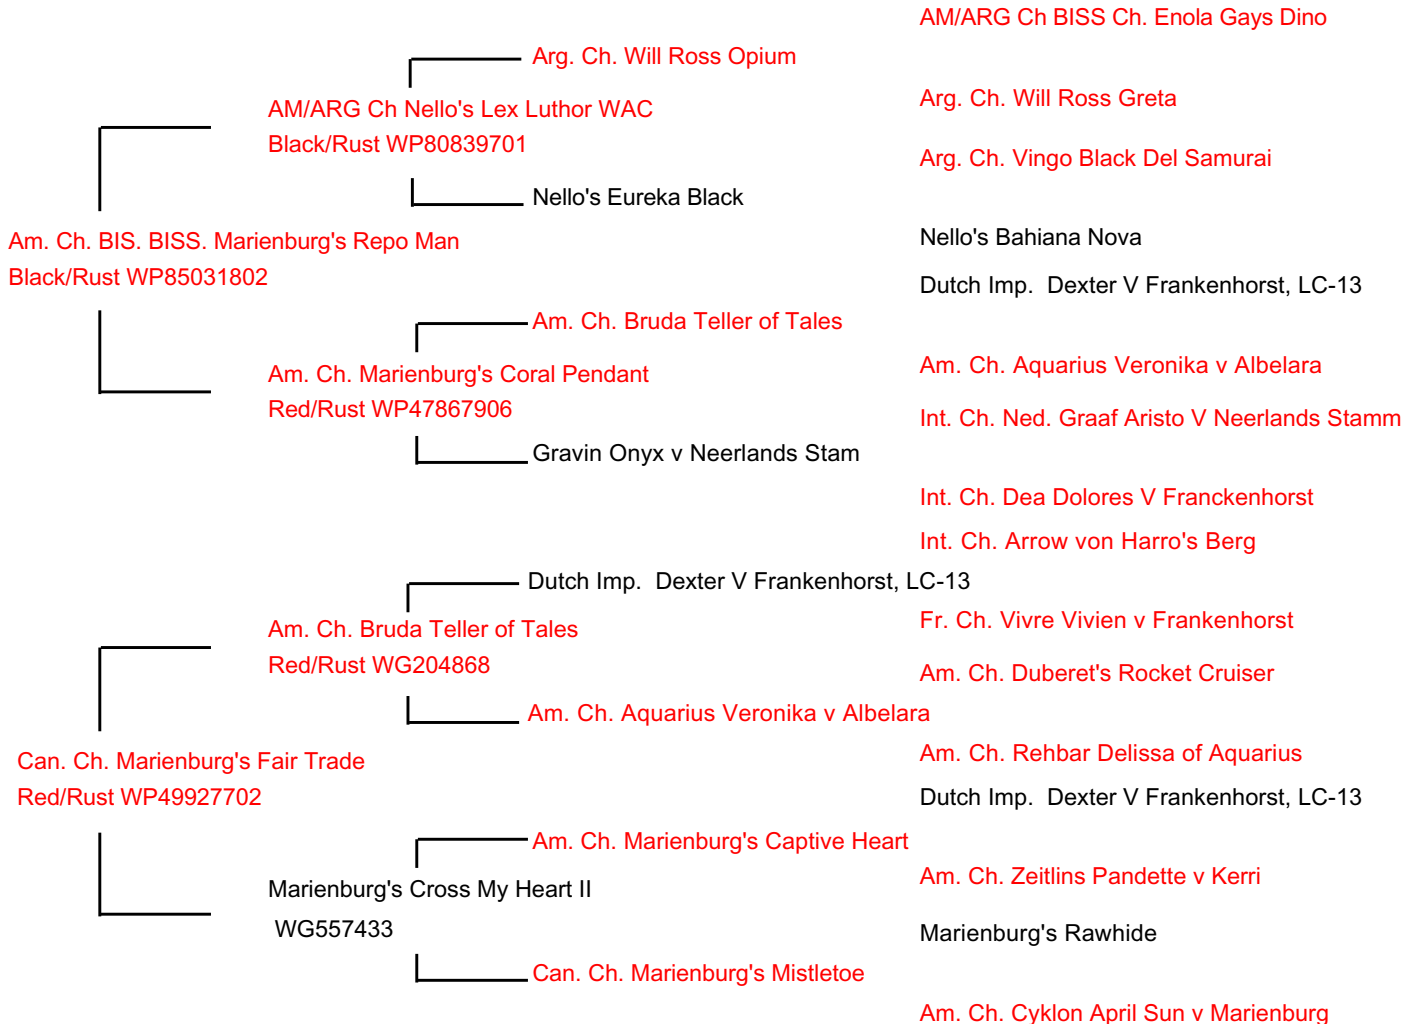 AM/ARG Ch BISS Ch. Enola Gays Dino
Arg. Ch. Will Ross Opium
Arg. Ch. Will Ross Greta
AM/ARG Ch Nello's Lex Luthor WAC
Black/Rust WP80839701
Arg. Ch. Vingo Black Del Samurai
Nello's Eureka Black
Nello's Bahiana Nova
Am. Ch. BIS. BISS. Marienburg's Repo Man
Black/Rust WP85031802
Dutch Imp.  Dexter V Frankenhorst, LC-13
Am. Ch. Bruda Teller of Tales
Am. Ch. Aquarius Veronika v Albelara
Am. Ch. Marienburg's Coral Pendant
Red/Rust WP47867906
Int. Ch. Ned. Graaf Aristo V Neerlands Stamm
Gravin Onyx v Neerlands Stam
Int. Ch. Dea Dolores V Franckenhorst
Int. Ch. Arrow von Harro's Berg
Dutch Imp.  Dexter V Frankenhorst, LC-13
Fr. Ch. Vivre Vivien v Frankenhorst
Am. Ch. Bruda Teller of Tales
Red/Rust WG204868
Am. Ch. Duberet's Rocket Cruiser
Am. Ch. Aquarius Veronika v Albelara
Am. Ch. Rehbar Delissa of Aquarius
Can. Ch. Marienburg's Fair Trade
Red/Rust WP49927702
Dutch Imp.  Dexter V Frankenhorst, LC-13
Am. Ch. Marienburg's Captive Heart
Am. Ch. Zeitlins Pandette v Kerri
Marienburg's Cross My Heart II
WG557433
Marienburg's Rawhide
Can. Ch. Marienburg's Mistletoe
Am. Ch. Cyklon April Sun v Marienburg